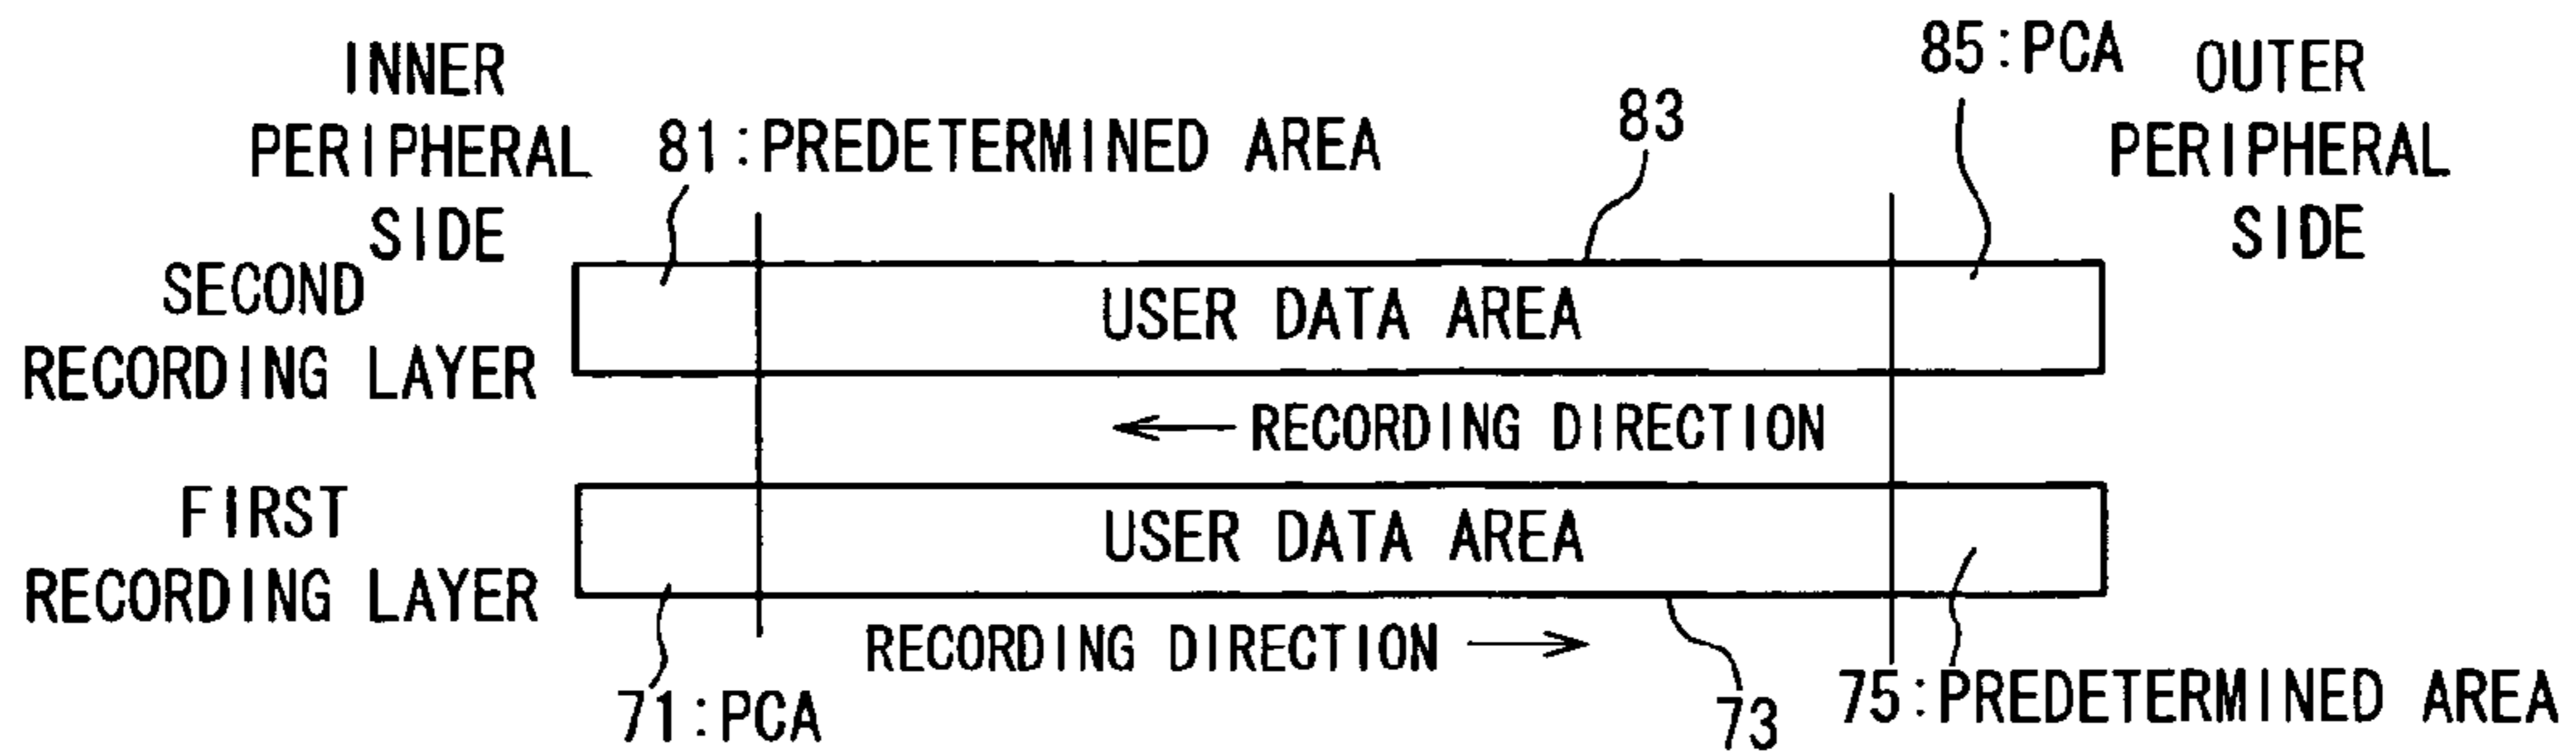 INNER
PERIPHERAL
SIDE
81:PREDETERMINED AREA
83
85:PCA
OUTER
PERIPHERAL
SIDE
SECOND
RECORDING LAYER
USER DATA AREA
←RECORDING DIRECTION
FIRST
RECORDING LAYER
USER DATA AREA
RECORDING DIRECTION →
71:PCA
73
75:PREDETERMINED AREA